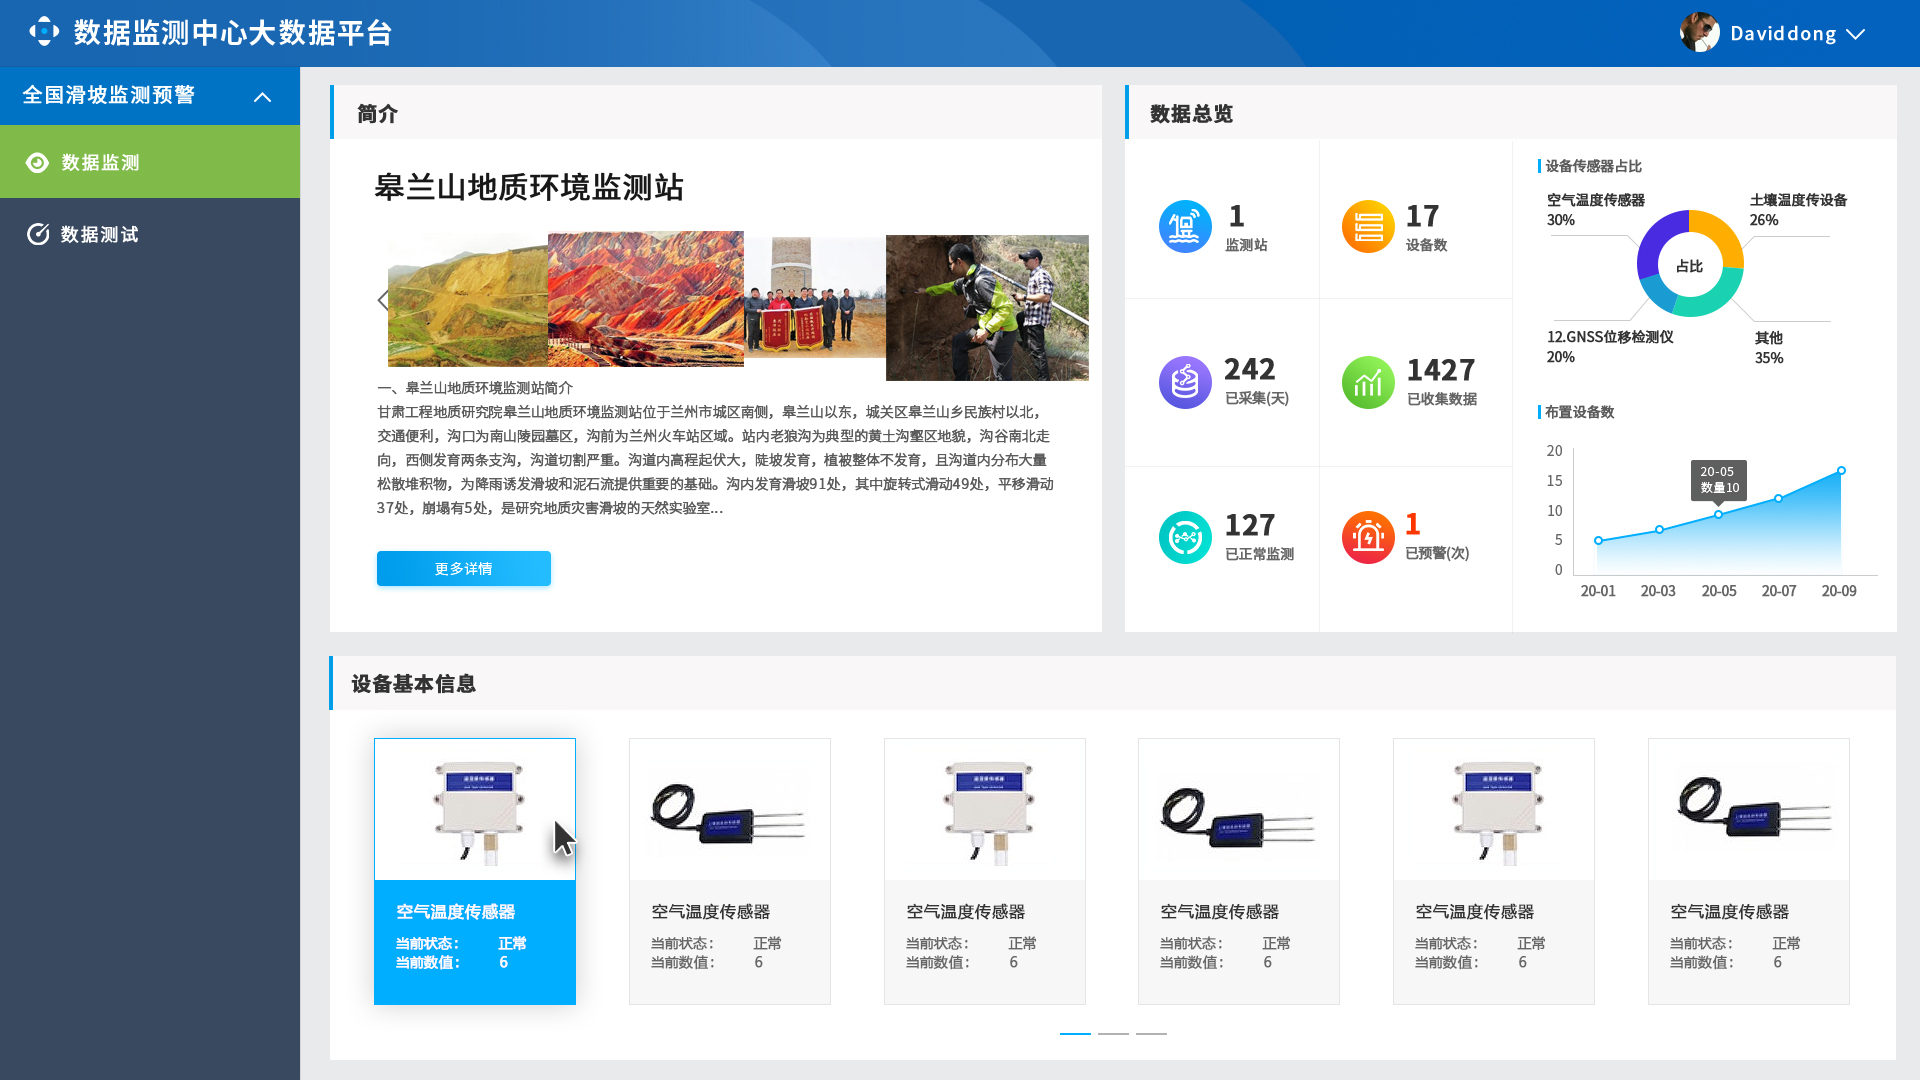 数据监测中心大数据平台
Daviddong
全国滑坡监测预警
数据监测
数据测试
简介
皋兰山地质环境监测站
一、皋兰山地质环境监测站简介
甘肃工程地质研究院皋兰山地质环境监测站位于兰州市城区南侧，皋兰山以东，城关区皋兰山乡民族村以北，
交通便利，沟口为南山陵园墓区，沟前为兰州火车站区域。站内老狼沟为典型的黄土沟壑区地貌，沟谷南北走
向，西侧发育两条支沟，沟道切割严重。沟道内高程起伏大，陡坡发育，植被整体不发育，且沟道内分布大量
松散堆积物，为降雨诱发滑坡和泥石流提供重要的基础。沟内发育滑坡91处，其中旋转式滑动49处，平移滑动
37处，崩塌有5处，是研究地质灾害滑坡的天然实验室...
更多详情
数据总览
1
监测站
17
设备数
242
已采集(天)
1427
已收集数据
127
已正常监测
1
已预警(次)
设备传感器占比
空气温度传感器
30%
土壤温度传设备
26%
占比
12.GNSS位移检测仪
20%
其他
35%
布置设备数
20
15
10
5
0
20-05
数量10
20-01 20-03 20-05 20-07 20-09
设备基本信息
空气温度传感器
当前状态： 正常
当前数值： 6
空气温度传感器
当前状态： 正常
当前数值： 6
空气温度传感器
当前状态： 正常
当前数值： 6
空气温度传感器
当前状态： 正常
当前数值： 6
空气温度传感器
当前状态： 正常
当前数值： 6
空气温度传感器
当前状态： 正常
当前数值： 6